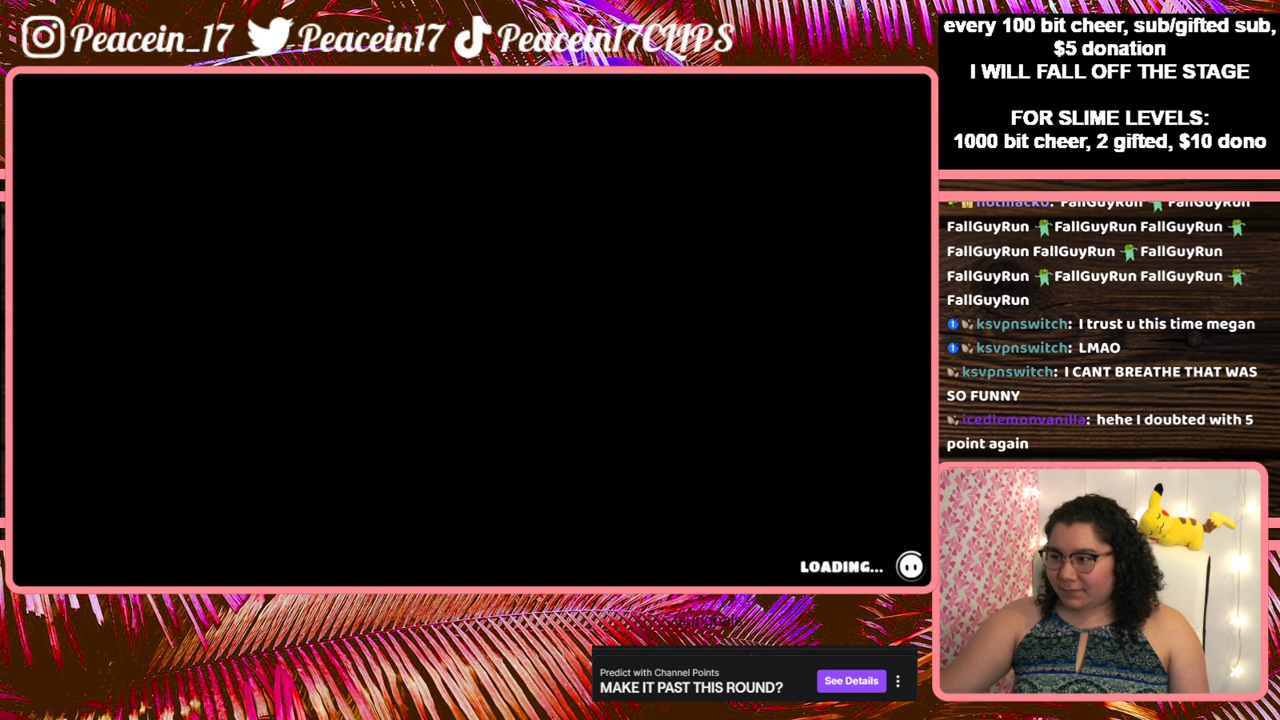 Peacein_17 Peacein17 Peacein17ClIPS
every 100 bit cheer, sub/gifted sub,
$5 donation
I WILL FALL OFF THE STAGE
FOR SLIME LEVELS:
1000 bit cheer, 2 gifted, $10 dono
FallGuyRun FallGuyRun
FallGuyRun FallGuyRun FallGuyRun
FallGuyRun FallGuyRun FallGuyRun
FallGuyRun FallGuyRun FallGuyRun
FallGuyRun
ksvpnswitch: I trust u this time megan
ksvpnswitch: LMAO
ksvpnswitch: I CANT BREATHE THAT WAS
SO FUNNY
icedlemonvanilla: hehe I doubted with 5
point again
LOADING...
Predict with Channel Points
MAKE IT PAST THIS ROUND?
See Details